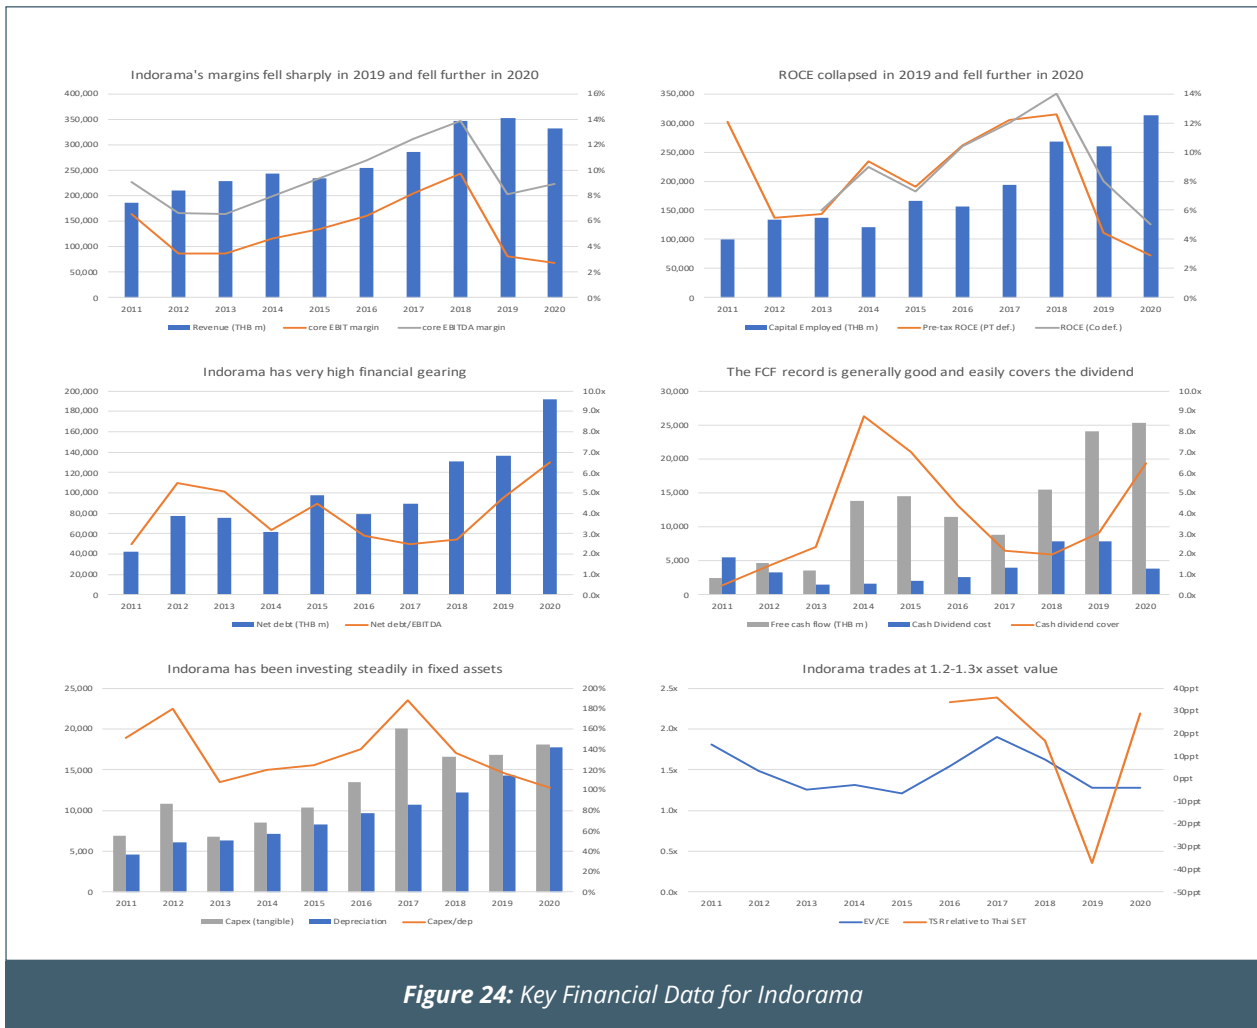 Indorama's margins fell sharply in 2019 and fell further in 2020
400,000 16%
350,000 14%
300,000 12%
250,000 10%
200,000 8%
150,000 6%
100,000 4%
50,000 2%
0 0%
2011 2012 2013 2014 2015 2016 2017 2018 2019 2020
Revenue (THB m) core EBIT margin core EBITDA margin
ROCE collapsed in 2019 and fell further in 2020
350,000 14%
300,000 12%
250,000 10%
200,000 8%
150,000 6%
100,000 4%
50,000 2%
0 0%
2011 2012 2013 2014 2015 2016 2017 2018 2019 2020
Capital Employed (THB m) Pre-tax ROCE (PT def.) ROCE (Co def.)
Indorama has very high financial gearing
200,000 10.0x
180,000 9.0x
160,000 8.0x
140,000 7.0x
120,000 6.0x
100,000 5.0x
80,000 4.0x
60,000 3.0x
40,000 2.0x
20,000 1.0x
0 0.0x
2011 2012 2013 2014 2015 2016 2017 2018 2019 2020
Net debt (THB m) Net debt/EBITDA
The FCF record is generally good and easily covers the dividend
30,000 10.0x
9.0x
25,000 8.0x
7.0x
20,000 6.0x
15,000 5.0x
4.0x
10,000 3.0x
5,000 2.0x
1.0x
0 0.0x
2011 2012 2013 2014 2015 2016 2017 2018 2019 2020
Free cash flow (THB m) Cash Dividend cost Cash dividend cover
Indorama has been investing steadily in fixed assets
25,000 200%
180%
20,000 160%
140%
15,000 120%
100%
10,000 80%
60%
5,000 40%
20%
0 0%
2011 2012 2013 2014 2015 2016 2017 2018 2019 2020
Capex (tangible) Depreciation Capex/dep
Indorama trades at 1.2-1.3x asset value
2.5x 40ppt
30ppt
2.0x 20ppt
10ppt
1.5x 0ppt
-10ppt
1.0x -20ppt
0.5x -30ppt
-40ppt
0.0x -50ppt
2011 2012 2013 2014 2015 2016 2017 2018 2019 2020
EV/CE TSR relative to Thai SET
Figure 24: Key Financial Data for Indorama